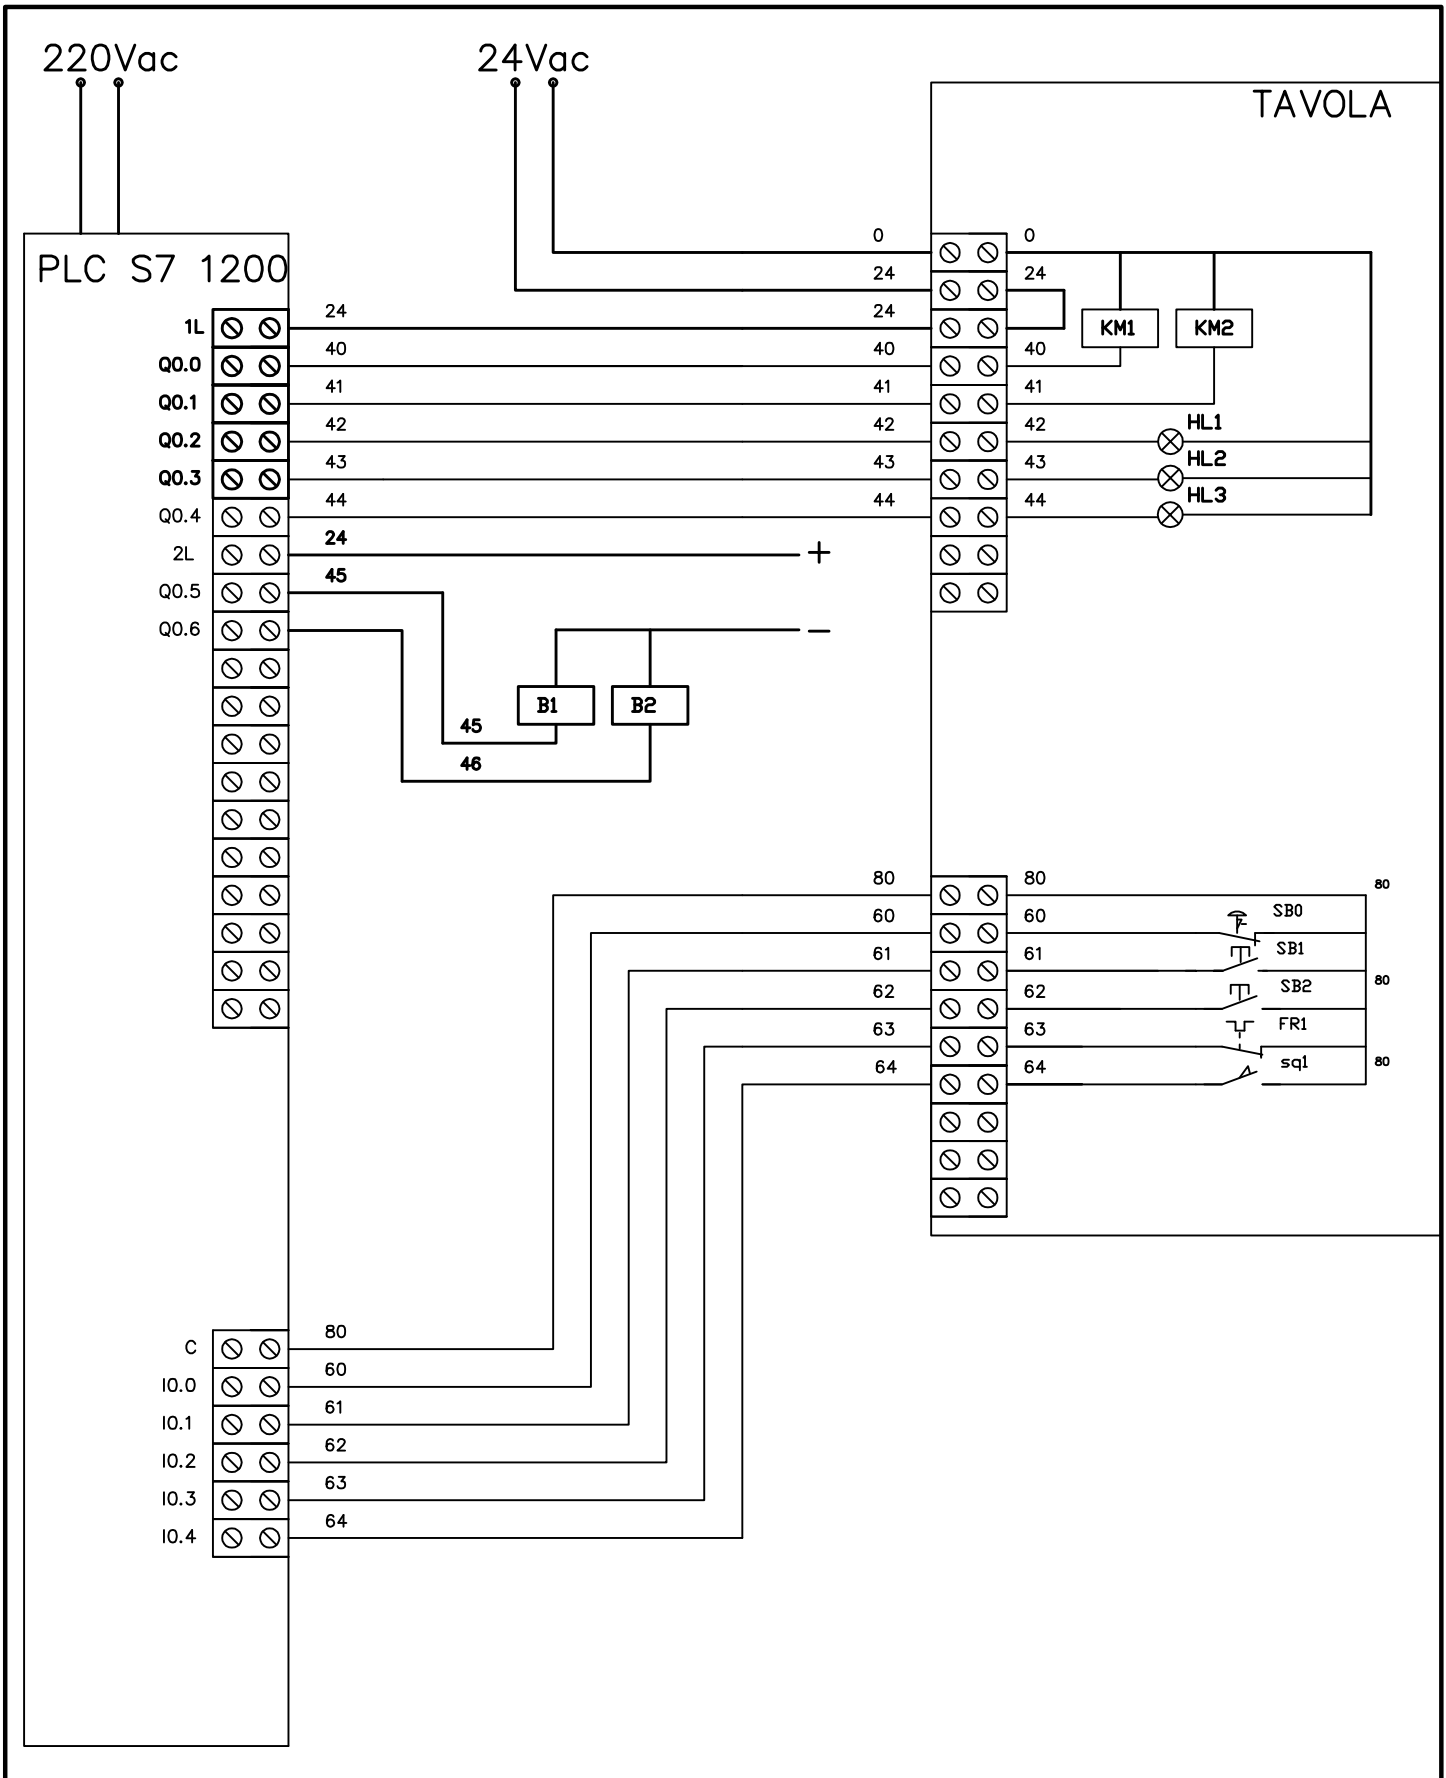 220Vac 24Vac
TAVOLA
0 0
PLC S7 1200 24 24
1L 24 24 KM1 KM2
Q0.0 40 40 40
Q0.1 41 41 41
Q0.2 42 42 42 HL1
Q0.3 43 43 43 HL2
Q0.4 44 44 44 HL3
2L 24 +
Q0.5 45
Q0.6 −
B1 B2
45
46
80 80 80
60 60 SB0
61 61 SB1
62 62 SB2 80
63 63 FR1
64 64 sq1 80
C 80
I0.0 60
I0.1 61
I0.2 62
I0.3 63
I0.4 64